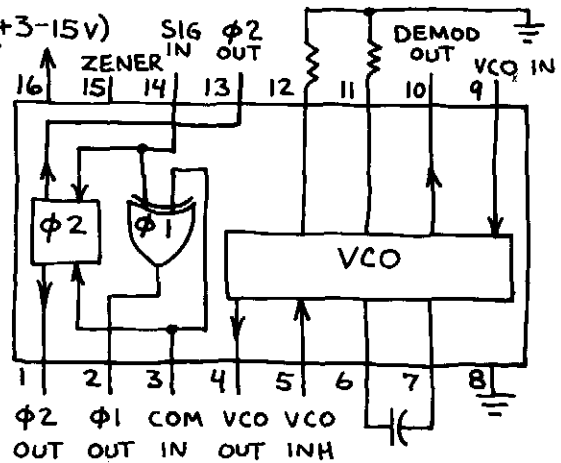 +3-15V)
SIG φ2 DEMOD
ZENER IN OUT OUT VCO IN
16 15 14 13 12 11 10 9
φ2 φ1 VCO
1 2 3 4 5 6 7 8
φ2 φ1 COM VCO VCO
OUT OUT IN OUT INH